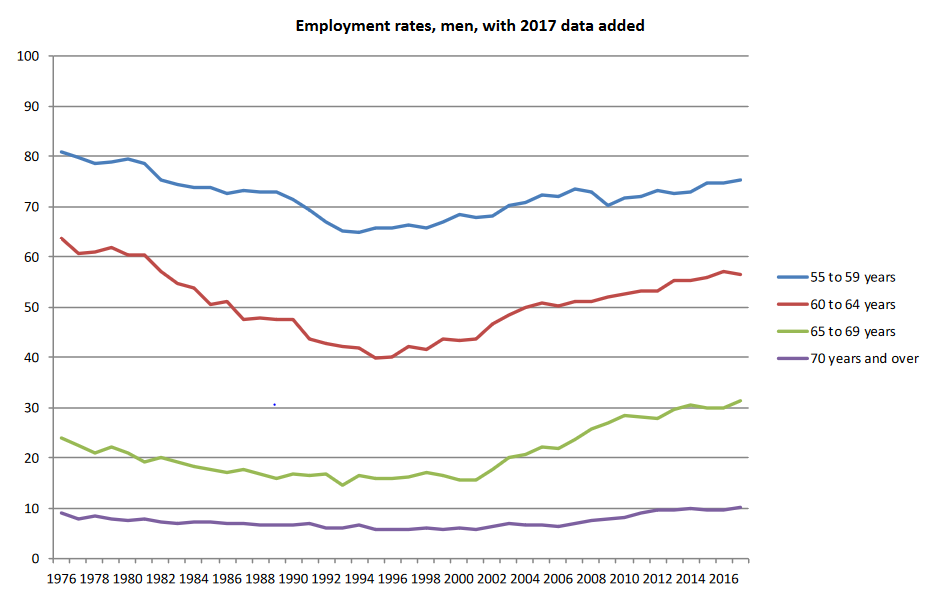 Employment rates, men, with 2017 data added
100
90
80
70
60
50
40
30
20
10
0
1976 1978 1980 1982 1984 1986 1988 1990 1992 1994 1996 1998 2000 2002 2004 2006 2008 2010 2012 2014 2016
55 to 59 years
60 to 64 years
65 to 69 years
70 years and over